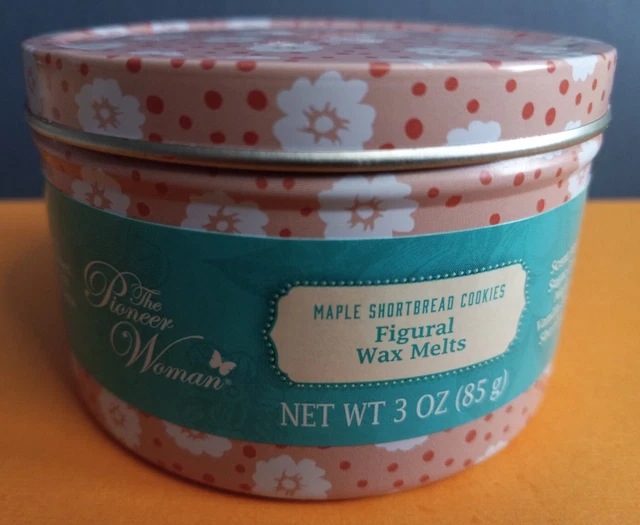 The
Pioneer
Woman®
MAPLE SHORTBREAD COOKIES
Figural
Wax Melts
NET WT 3 OZ (85 g)